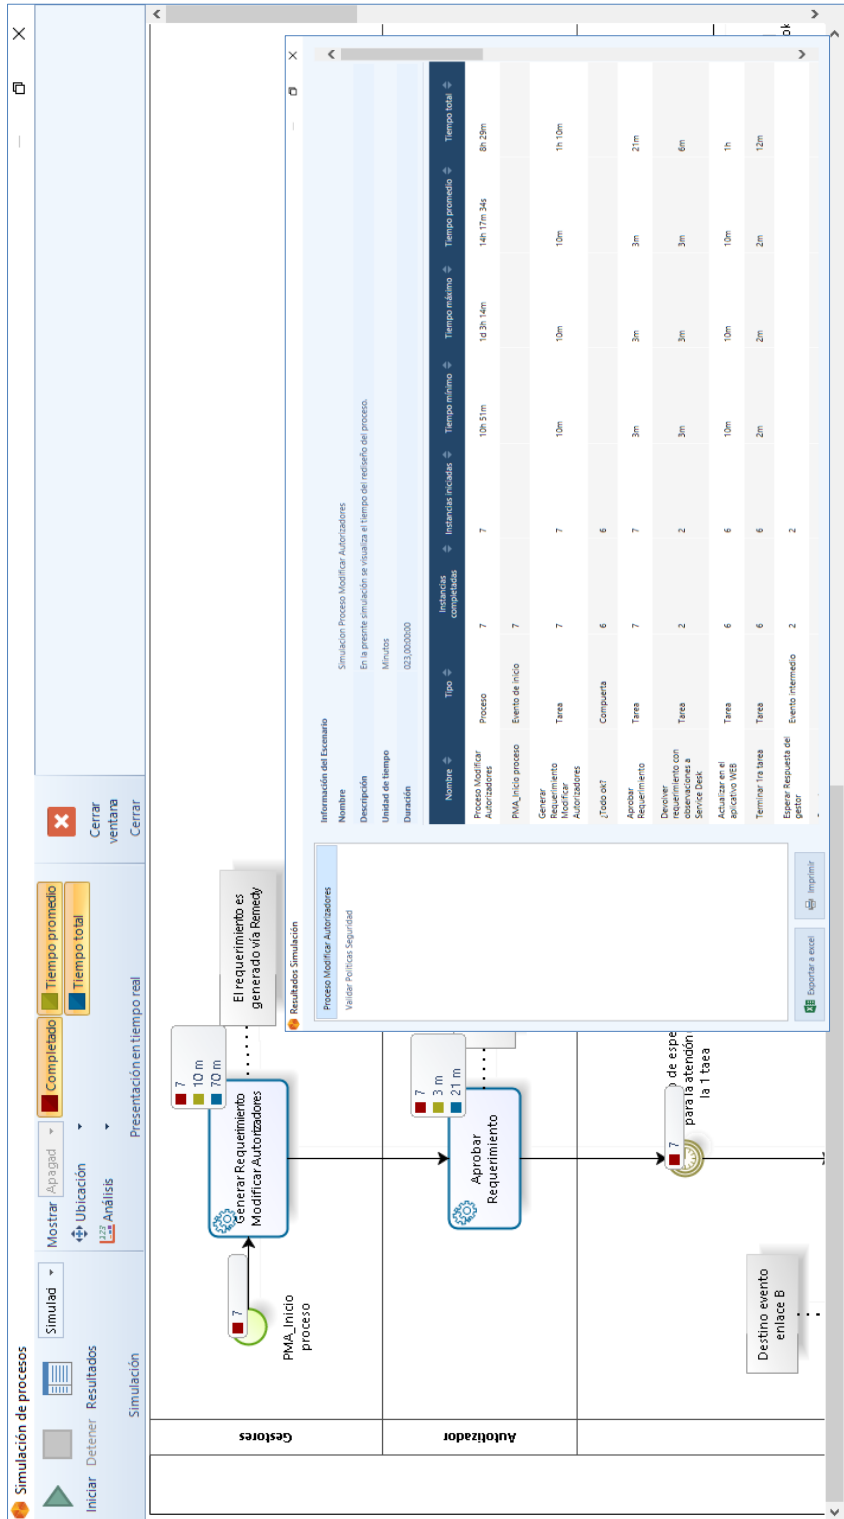 Simulación de procesos
Iniciar
Detener
Resultados
Simulad
Simulación
Mostrar Apagad
Ubicación
Análisis
Completado
Tiempo promedio
Tiempo total
Presentación en tiempo real
Cerrar
ventana
Cerrar
Gestores
7
PMA_Inicio
proceso
Generar Requerimiento
Modificar Autorizadores
7
10 m
70 m
El requerimiento es
generado vía Remedy
Autotizador
Aprobar
Requerimiento
7
3 m
21 m
Destino evento
enlace B
7
o de espe
para la atendón
la 1 taea
ok
Resultados Simulación
Proceso Modificar Autorizadores
Validar Políticas Seguridad
Exportar a excel
Imprimir
Información del Escenario
Nombre Simulacion Proceso Modificar Autorizadores
Descripción En la presnte simulación se visualiza el tiempo del rediseño del proceso.
Unidad de tiempo Minutos
Duración 023,00:00:00
Nombre Tipo Instancias completadas Instancias iniciadas Tiempo mínimo Tiempo máximo Tiempo promedio Tiempo total
Proceso Modificar Autorizadores Proceso 7 7 10h 51m 1d 3h 14m 14h 17m 34s 8h 29m
PMA_Inicio proceso Evento de inicio 7
Generar Requerimiento Modificar Autorizadores Tarea 7 7 10m 10m 10m 1h 10m
¿Todo ok? Compuerta 6 6
Aprobar Requerimiento Tarea 7 7 3m 3m 3m 21m
Devolver requerimiento con observaciones a Service Desk Tarea 2 2 3m 3m 3m 6m
Actualizar en el aplicativo WEB Tarea 6 6 10m 10m 10m 1h
Terminar 1ra tarea Tarea 6 6 2m 2m 2m 12m
Esperar Respuesta del gestor Evento intermedio 2 2